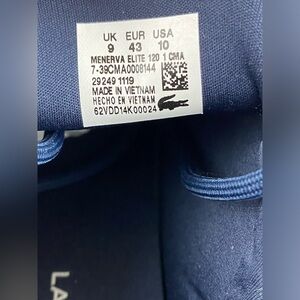 UK EUR USA
9 43 10
MENERVA ELITE 120 1 CMA
7-39CMA0008144
29249 1119
MADE IN VIETNAM
HECHO EN VIETNAM
62VDD14K00024
LA